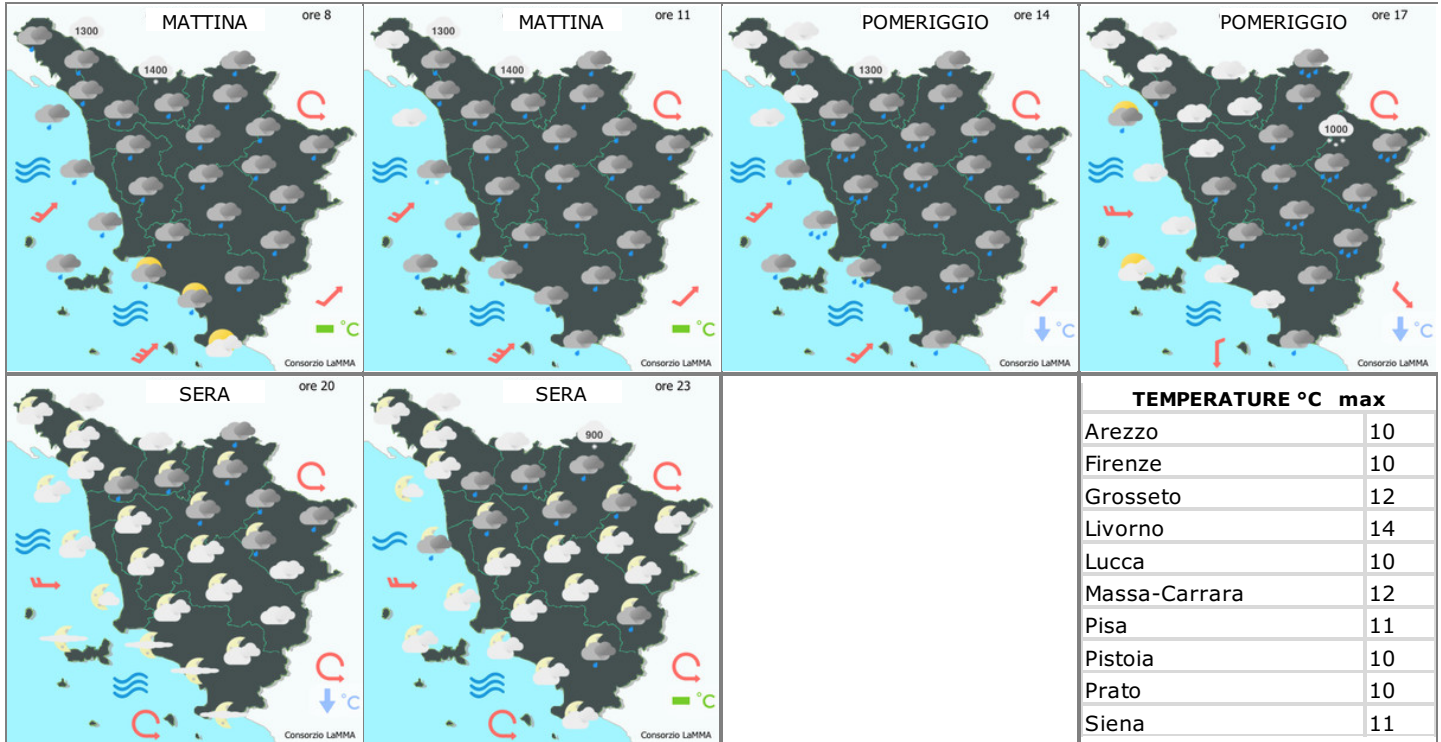 MATTINA ore 8
1300
1400
°C
Consorzio LaMMA
MATTINA ore 11
1300
1400
°C
Consorzio LaMMA
POMERIGGIO ore 14
1300
°C
Consorzio LaMMA
POMERIGGIO ore 17
1000
°C
Consorzio LaMMA
SERA ore 20
°C
Consorzio LaMMA
SERA ore 23
900
°C
Consorzio LaMMA
TEMPERATURE °C max
Arezzo 10
Firenze 10
Grosseto 12
Livorno 14
Lucca 10
Massa-Carrara 12
Pisa 11
Pistoia 10
Prato 10
Siena 11